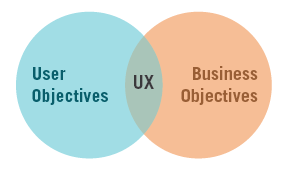 User
Objectives
UX
Business
Objectives